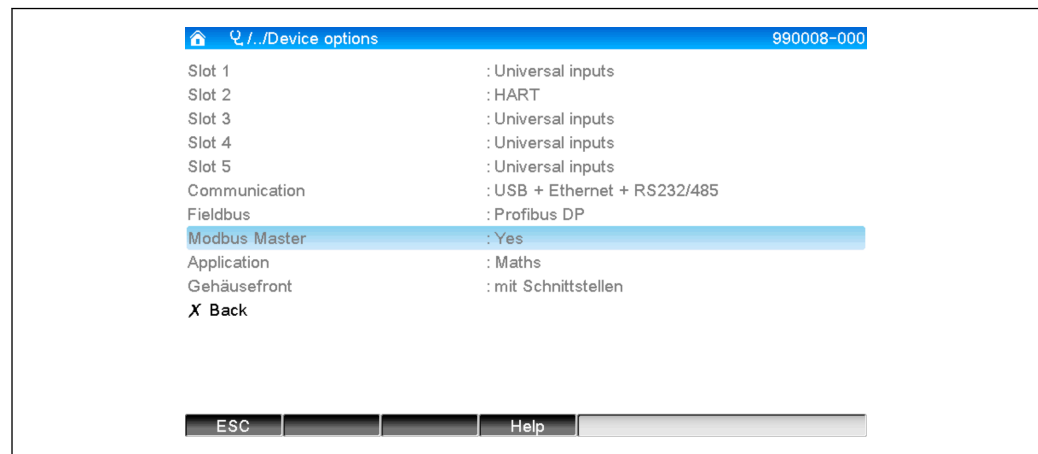 /../Device options 990008-000
Slot 1 : Universal inputs
Slot 2 : HART
Slot 3 : Universal inputs
Slot 4 : Universal inputs
Slot 5 : Universal inputs
Communication : USB + Ethernet + RS232/485
Fieldbus : Profibus DP
Modbus Master : Yes
Application : Maths
Gehäusefront : mit Schnittstellen
X Back
ESC Help